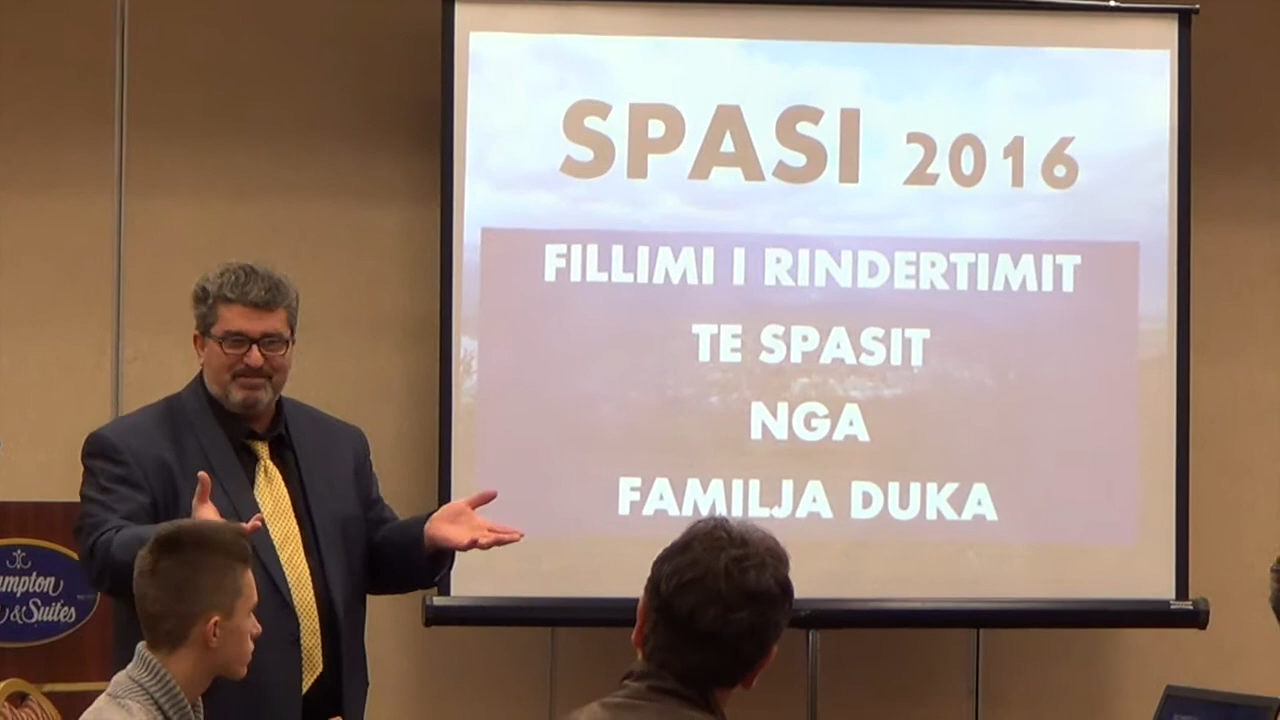 SPASI 2016
FILLIMI I RINDERTIMIT
TE SPASIT
NGA
FAMILJA DUKA
&Suites